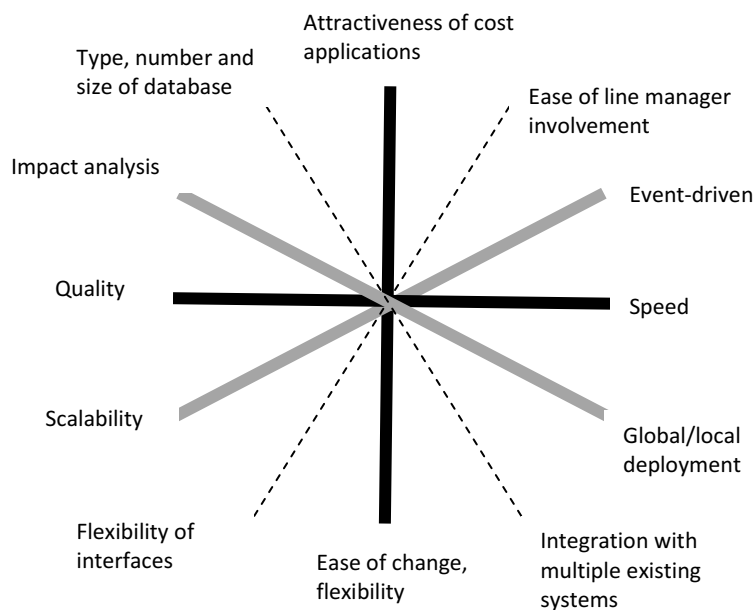 Attractiveness of cost
applications
Type, number and
size of database
Ease of line manager
involvement
Impact analysis
Event-driven
Quality
Speed
Scalability
Global/local
deployment
Flexibility of
interfaces
Ease of change,
flexibility
Integration with
multiple existing
systems